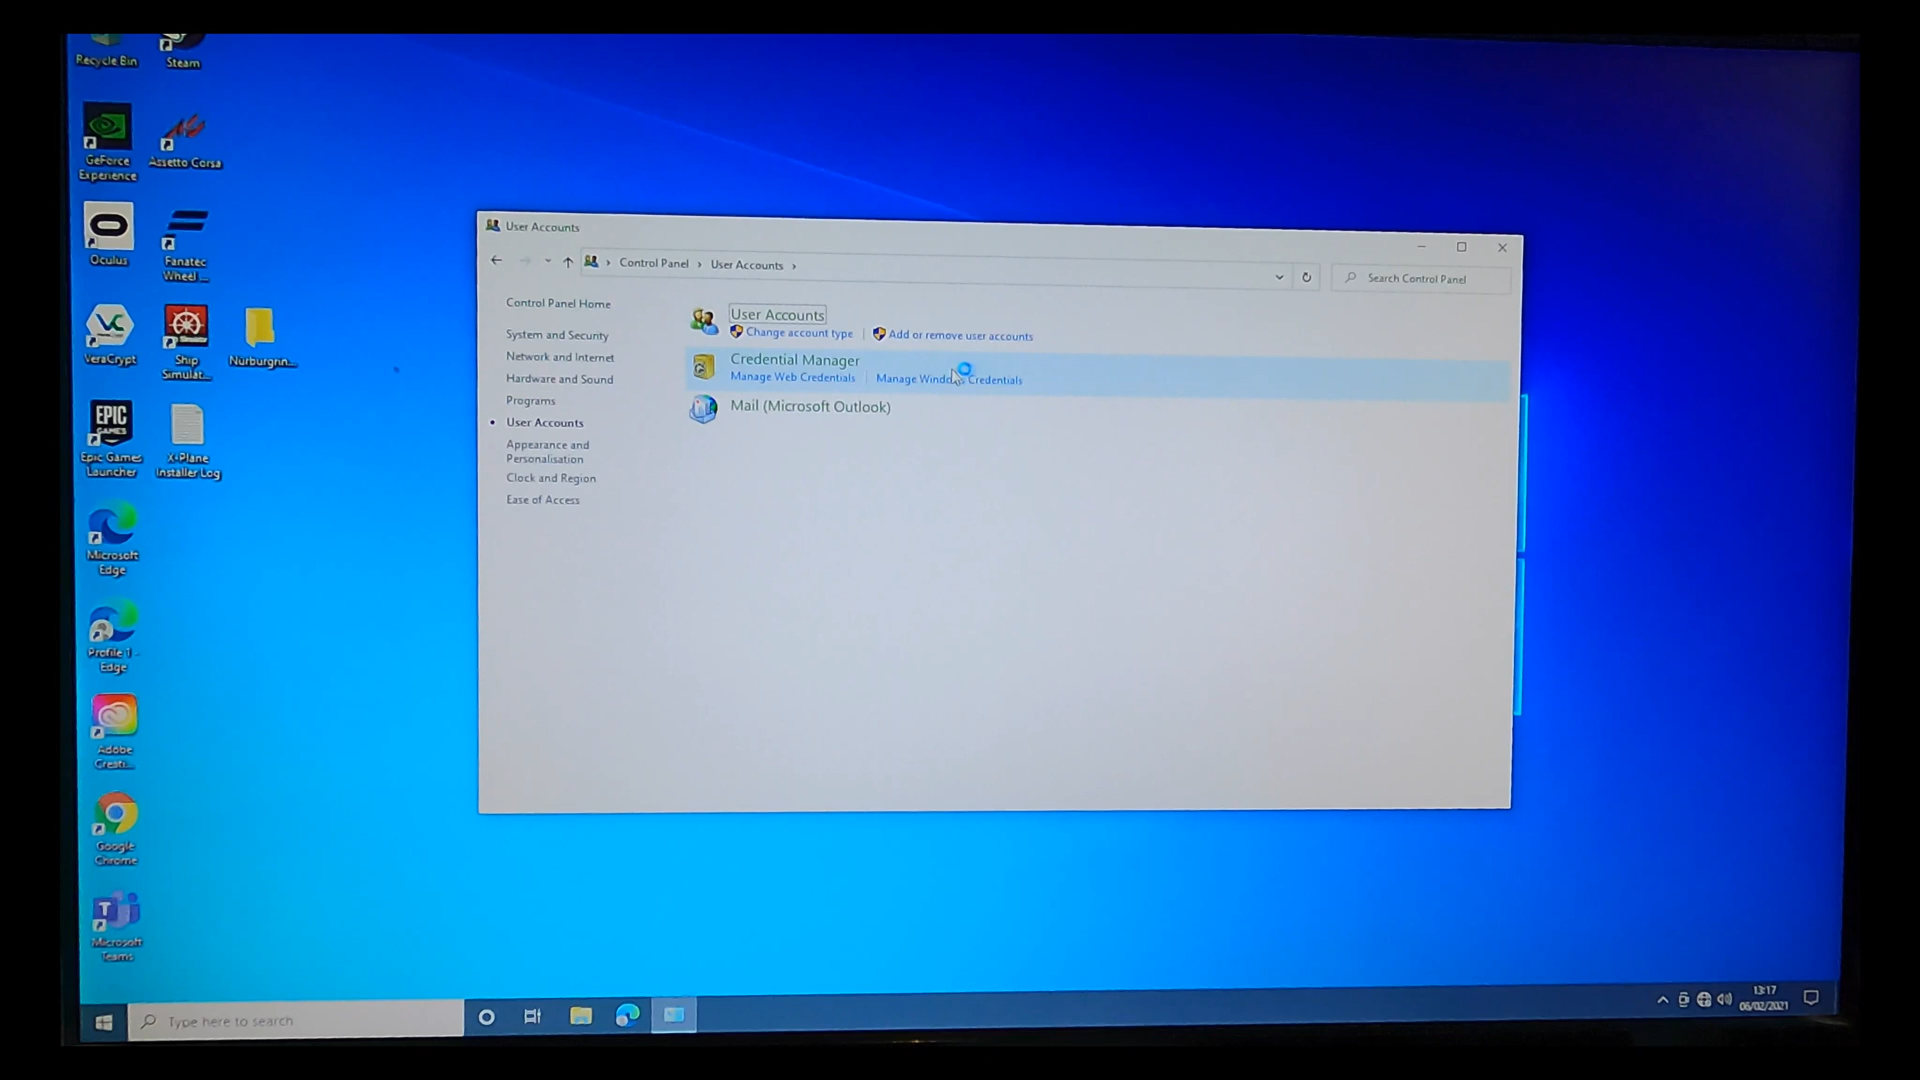 Recycle Bin
Steam
GeForce
Experience
Assetto Corsa
Oculus
Fanatec
Wheel ...
VeraCrypt
Ship
Simulat...
Nurburgrin...
EPIC
GAMES
Epic Games
Launcher
X-Plane
Installer Log
Microsoft
Edge
Profile 1 -
Edge
Adobe
Creati...
Google
Chrome
T
Microsoft
Teams
User Accounts
Control Panel
User Accounts
Search Control Panel
Control Panel Home
System and Security
Network and Internet
Hardware and Sound
Programs
User Accounts
Appearance and
Personalisation
Clock and Region
Ease of Access
User Accounts
Change account type
Add or remove user accounts
Credential Manager
Manage Web Credentials
Manage Windows Credentials
Mail (Microsoft Outlook)
Type here to search
13:17
06/02/2021